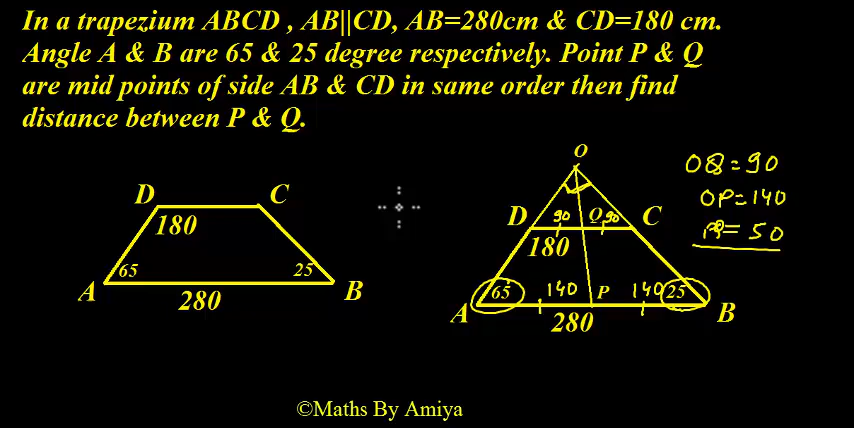 In a trapezium ABCD , AB||CD, AB=280cm & CD=180 cm.
Angle A & B are 65 & 25 degree respectively. Point P & Q
are mid points of side AB & CD in same order then find
distance between P & Q.
D C
180
65 25
A B
280
O
D 90 Q 90 C
180
65 140 P 140 25
A B
280
OQ=90
OP=140
PQ=50
©Maths By Amiya